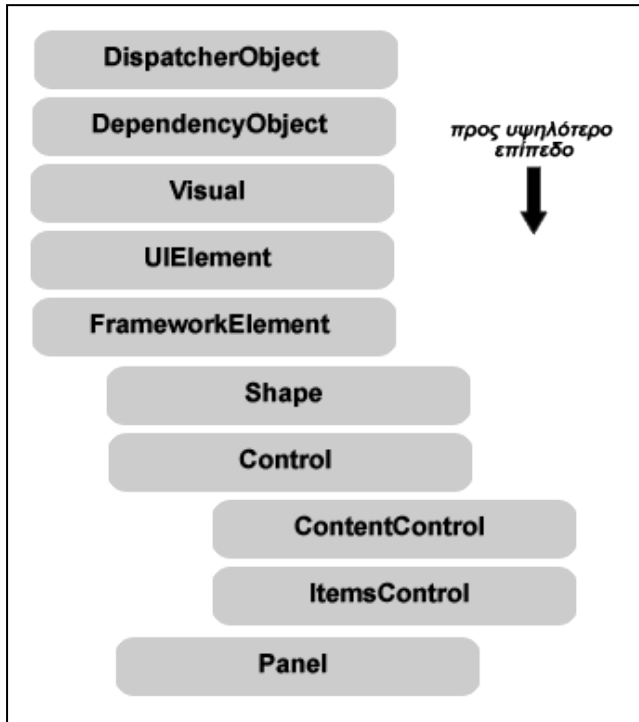 DispatcherObject
DependencyObject
προς υψηλότερο
επίπεδο
Visual
UIElement
FrameworkElement
Shape
Control
ContentControl
ItemsControl
Panel